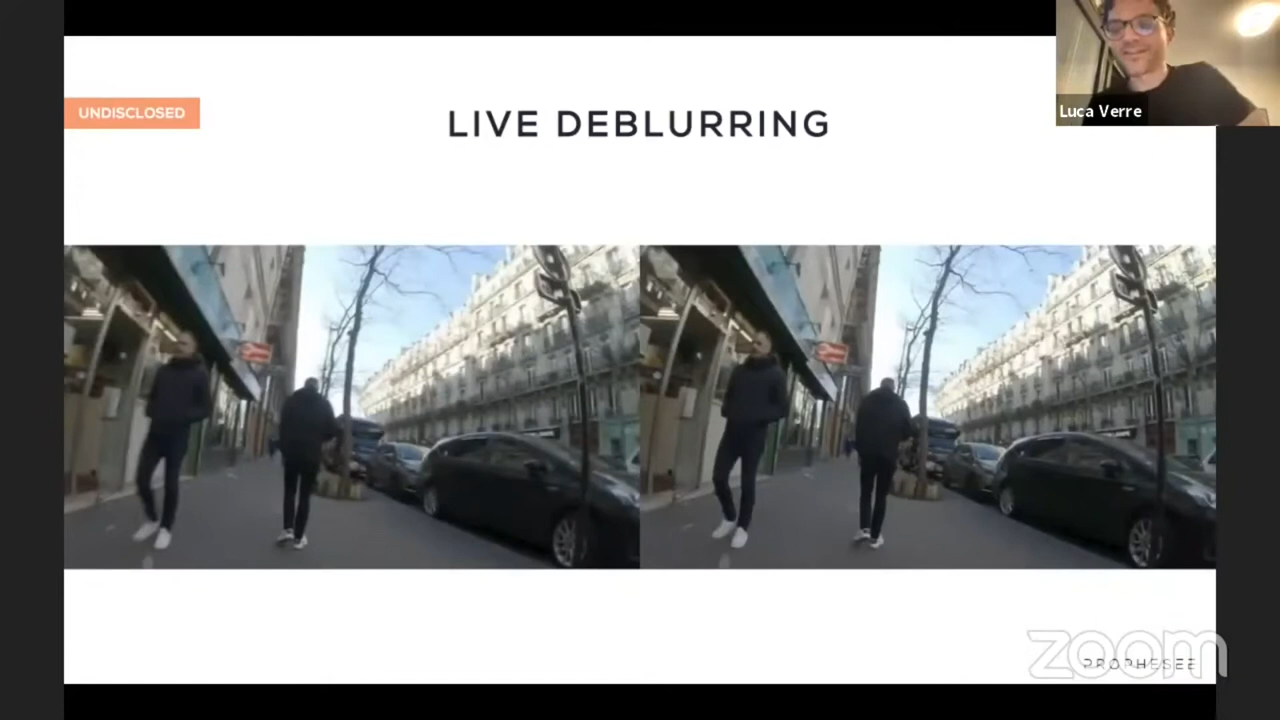 UNDISCLOSED
LIVE DEBLURRING
Luca Verre
zoom
PROPHESEE